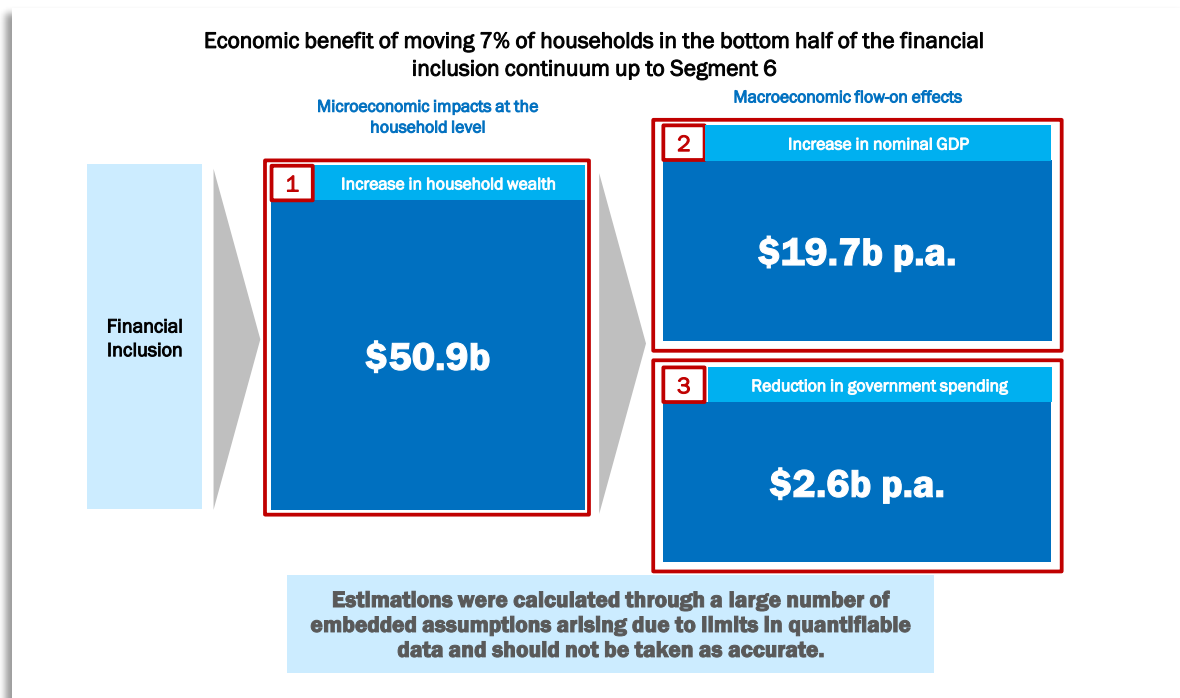 Economic benefit of moving 7% of households in the bottom half of the financial
inclusion continuum up to Segment 6
Microeconomic impacts at the
household level
Macroeconomic flow-on effects
Financial
Inclusion
1
Increase in household wealth
$50.9b
2
Increase in nominal GDP
$19.7b p.a.
3
Reduction in government spending
$2.6b p.a.
Estimations were calculated through a large number of
embedded assumptions arising due to limits in quantifiable
data and should not be taken as accurate.